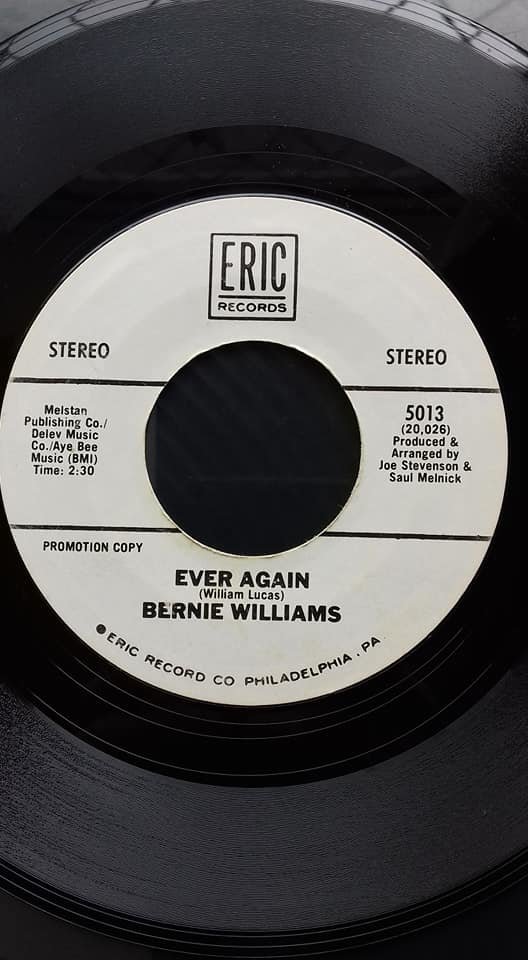 ERIC
RECORDS
STEREO
STEREO
Melstan
Publishing Co./
Delev Music
Co./Aye Bee
Music (BMI)
Time: 2:30
5013
(20,026)
Produced &
Arranged by
Joe Stevenson &
Saul Melnick
PROMOTION COPY
EVER AGAIN
(William Lucas)
BERNIE WILLIAMS
ERIC RECORD CO PHILADELPHIA, PA